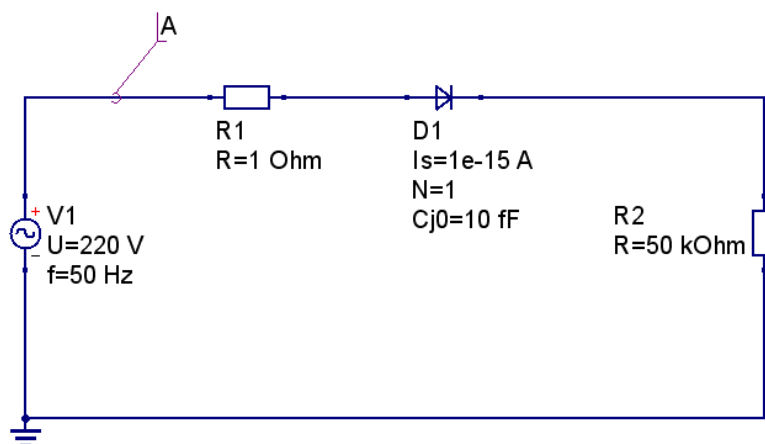 A
R1
R=1 Ohm
D1
Is=1e-15 A
N=1
Cj0=10 fF
V1
U=220 V
f=50 Hz
R2
R=50 kOhm